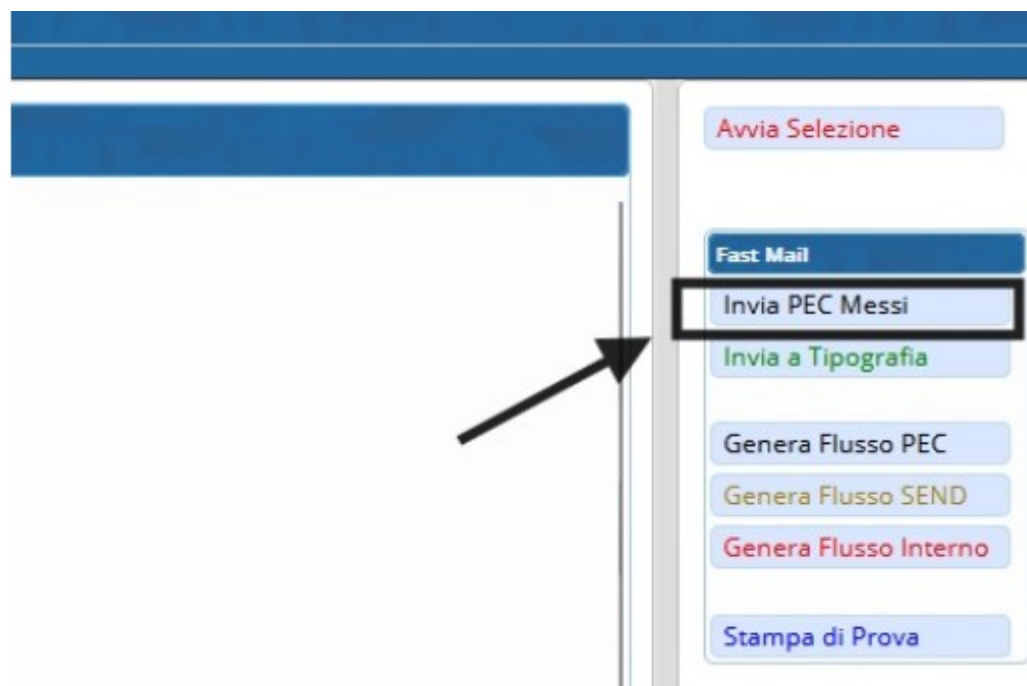 Avvia Selezione
Fast Mail
Invia PEC Messi
Invia a Tipografia
Genera Flusso PEC
Genera Flusso SEND
Genera Flusso Interno
Stampa di Prova